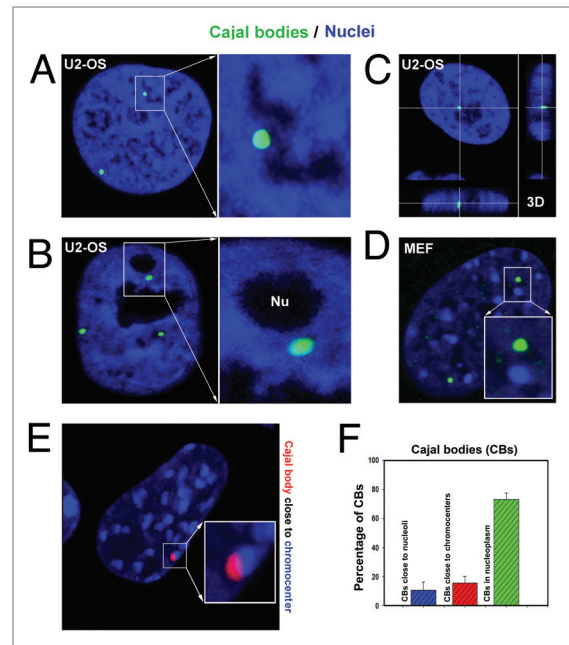 Cajal bodies / Nuclei
A
U2-OS
B
U2-OS
Nu
C
U2-OS
3D
D
MEF
E
Cajal body close to chromocenter
F
Cajal bodies (CBs)
Percentage of CBs
100
80
60
40
20
0
CBs close to nucleoli
CBs close to chromocenters
CBs in nucleoplasm